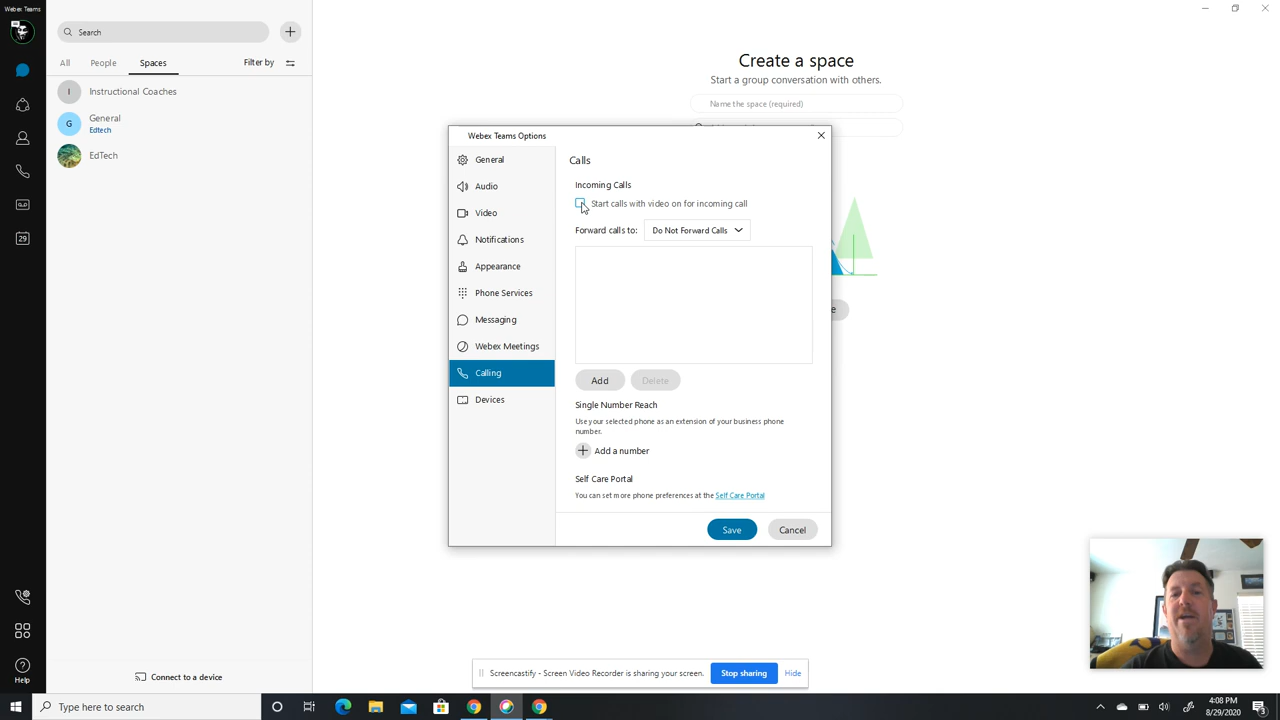 Webex Teams
Search
All
People
Spaces
Filter by
I
Instructional Coaches
G
General
Edtech
EdTech
29
Help
Connect to a device
Create a space
Start a group conversation with others.
Name the space (required)
Webex Teams Options
General
Audio
Video
Notifications
Appearance
Phone Services
Messaging
Webex Meetings
Calling
Devices
Calls
Incoming Calls
Start calls with video on for incoming call
Forward calls to:
Do Not Forward Calls
Add
Delete
Single Number Reach
Use your selected phone as an extension of your business phone
number.
Add a number
Self Care Portal
You can set more phone preferences at the Self Care Portal
Save
Cancel
Screencastify - Screen Video Recorder is sharing your screen.
Stop sharing
Hide
Type here to search
4:08 PM
8/29/2020
3